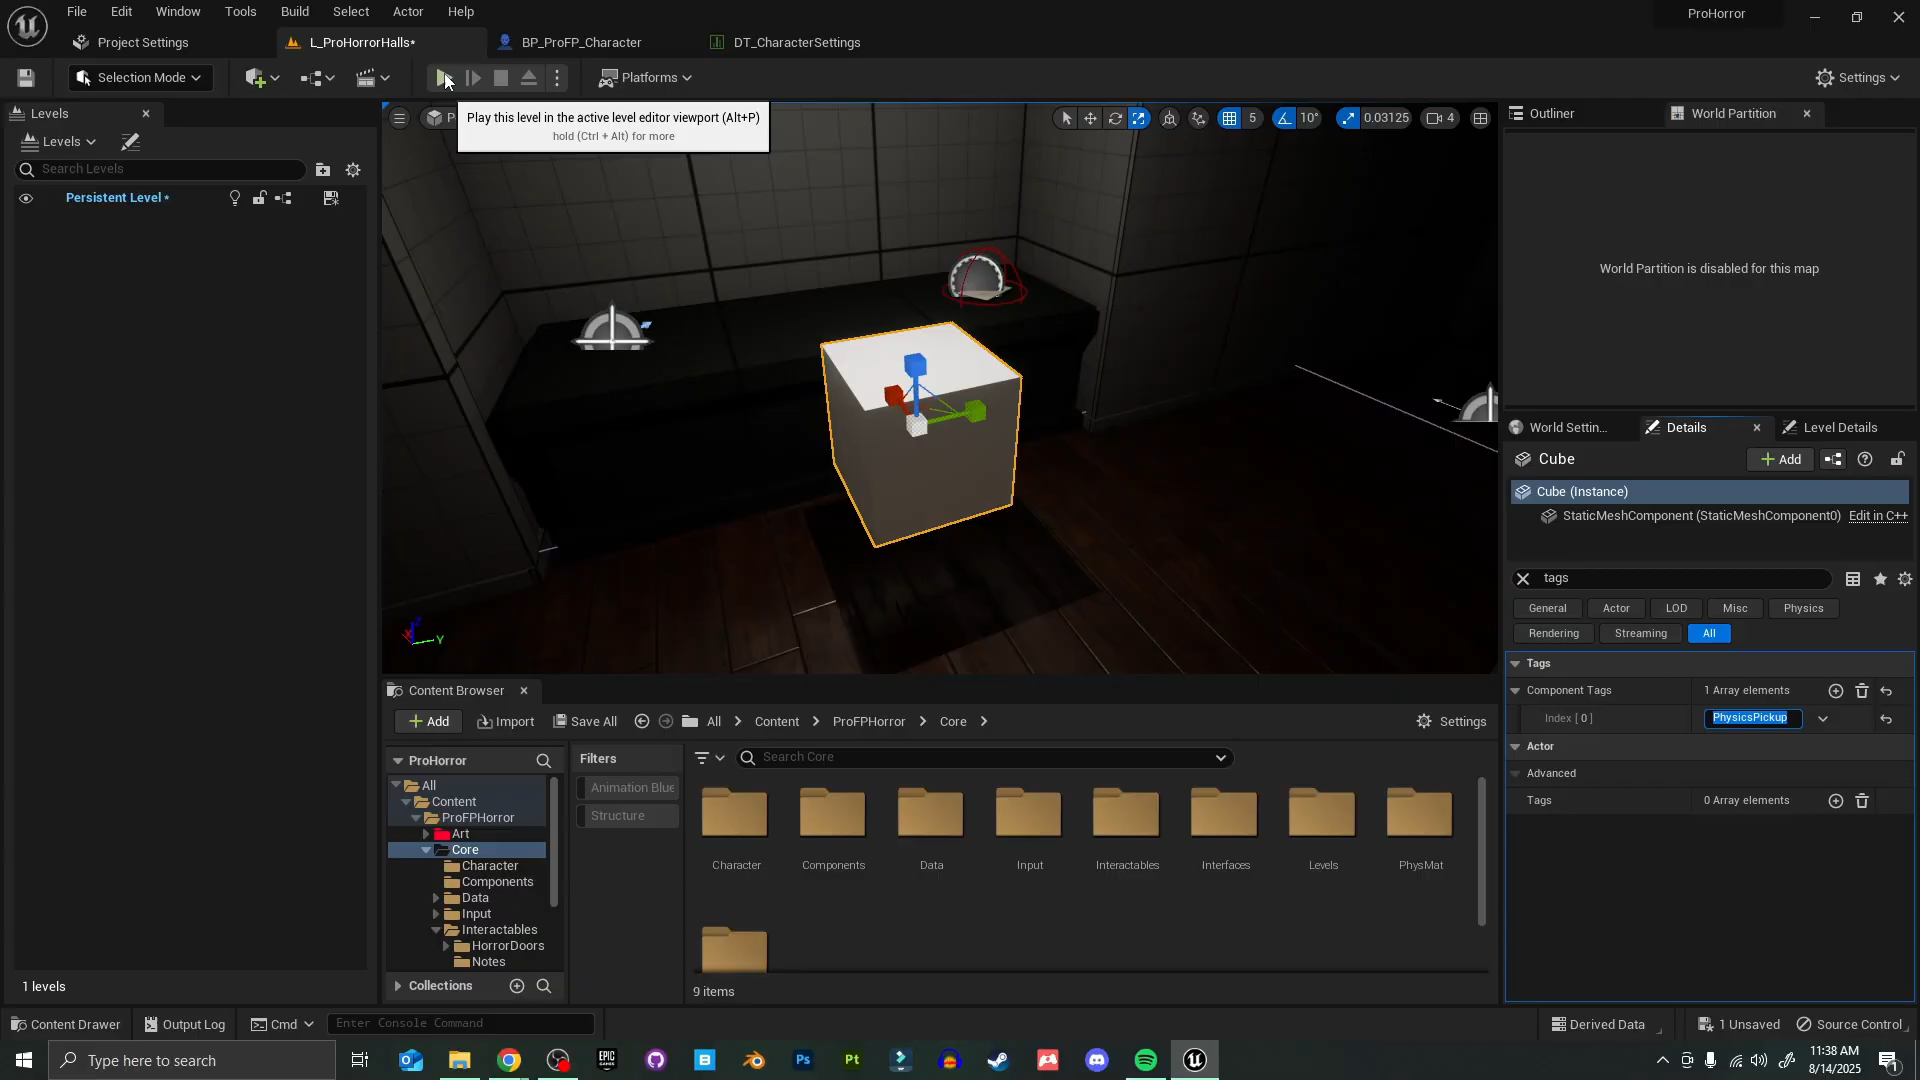 File Edit Window Tools Build Select Actor Help
ProHorror
Project Settings
L_ProHorrorHalls*
BP_ProFP_Character
DT_CharacterSettings
Selection Mode
Platforms
Settings
Levels
Levels
Search Levels
Persistent Level *
1 levels
Play this level in the active level editor viewport (Alt+P)
hold (Ctrl + Alt) for more
5
10°
0.03125
4
X
Y
Z
Outliner
World Partition
World Partition is disabled for this map
World Settin...
Details
Level Details
Cube
Add
Cube (Instance)
StaticMeshComponent (StaticMeshComponent0)
Edit in C++
tags
General
Actor
LOD
Misc
Physics
Rendering
Streaming
All
Tags
Component Tags
1 Array elements
Index [ 0 ]
PhysicsPickup
Actor
Advanced
Tags
0 Array elements
Content Browser
Add
Import
Save All
All
Content
ProFPHorror
Core
Settings
ProHorror
All
Content
ProFPHorror
Art
Core
Character
Components
Data
Input
Interactables
HorrorDoors
Notes
Collections
Filters
Animation Blue
Structure
Search Core
Character
Components
Data
Input
Interactables
Interfaces
Levels
PhysMat
9 items
Content Drawer
Output Log
Cmd
Enter Console Command
Derived Data
1 Unsaved
Source Control
Type here to search
EPIC GAMES
Ps
Pt
11:38 AM
8/14/2025
1